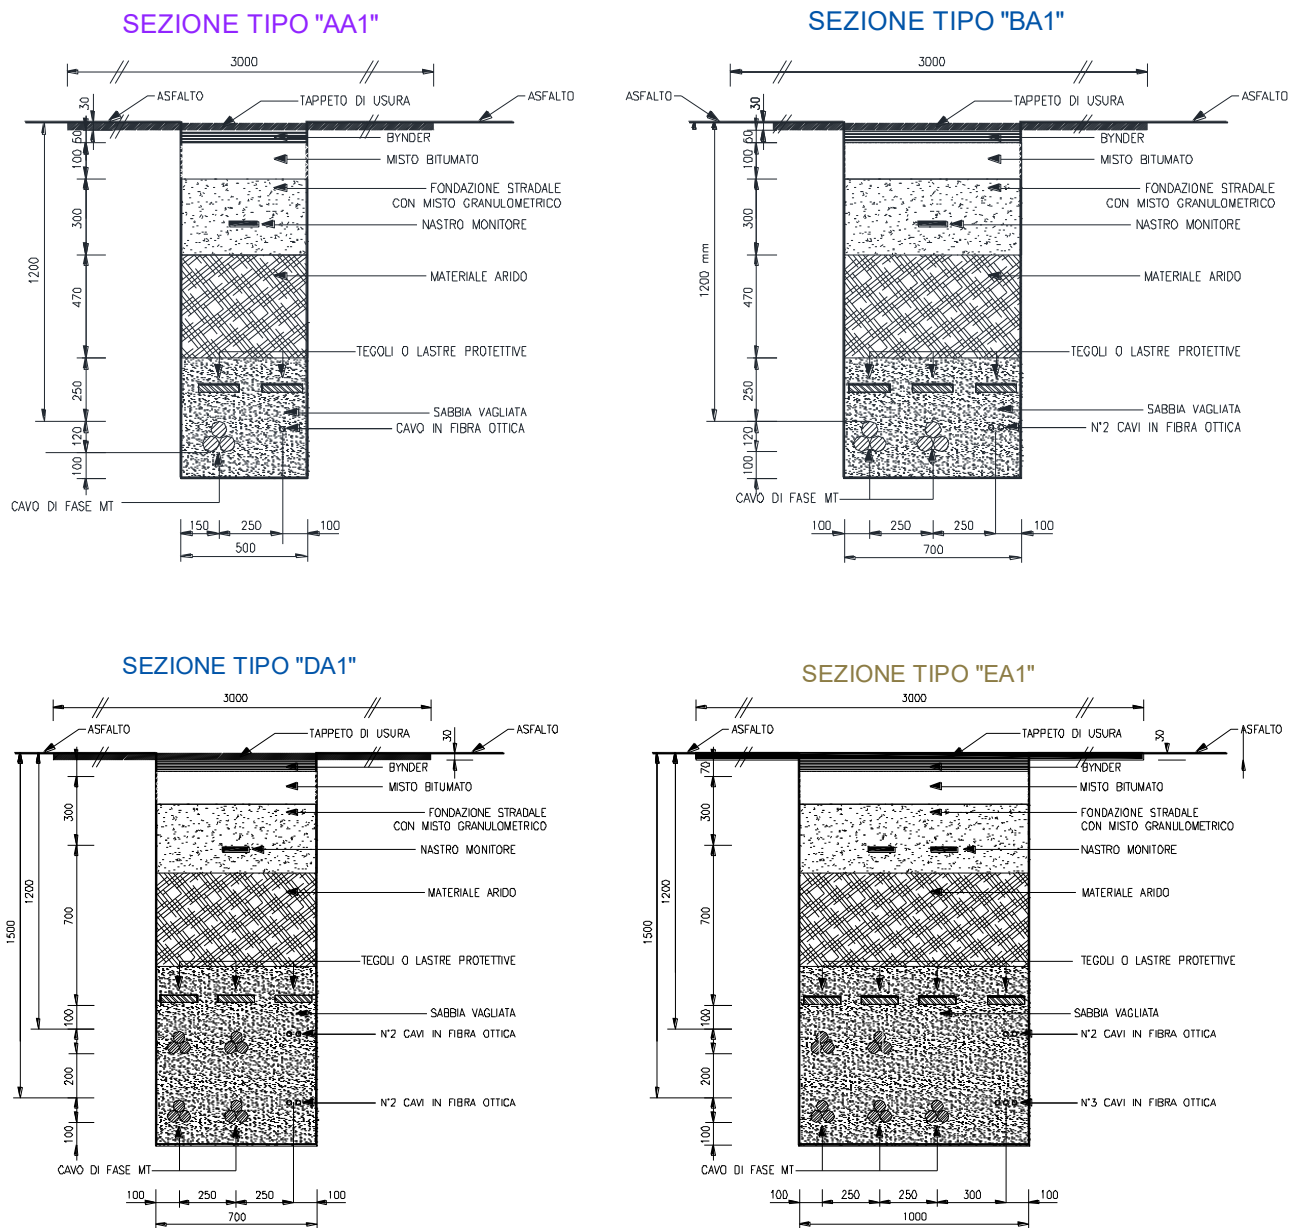 SEZIONE TIPO "AA1"
3000
ASFALTO
TAPPETO DI USURA
ASFALTO
30
BYNDER
60
MISTO BITUMATO
100
FONDAZIONE STRADALE
CON MISTO GRANULOMETRICO
300
NASTRO MONITORE
1200
MATERIALE ARIDO
470
TEGOLI O LASTRE PROTETTIVE
250
SABBIA VAGLIATA
CAVO IN FIBRA OTTICA
120
100
CAVO DI FASE MT
150 250 100
500
SEZIONE TIPO "BA1"
3000
ASFALTO
TAPPETO DI USURA
ASFALTO
30
BYNDER
60
MISTO BITUMATO
100
FONDAZIONE STRADALE
CON MISTO GRANULOMETRICO
300
NASTRO MONITORE
1200 mm
MATERIALE ARIDO
470
TEGOLI O LASTRE PROTETTIVE
250
SABBIA VAGLIATA
N°2 CAVI IN FIBRA OTTICA
120
100
CAVO DI FASE MT
100 250 250 100
700
SEZIONE TIPO "DA1"
3000
ASFALTO
TAPPETO DI USURA
30
ASFALTO
BYNDER
MISTO BITUMATO
300
FONDAZIONE STRADALE
CON MISTO GRANULOMETRICO
NASTRO MONITORE
1200
MATERIALE ARIDO
1500
700
TEGOLI O LASTRE PROTETTIVE
100
SABBIA VAGLIATA
N°2 CAVI IN FIBRA OTTICA
200
N°2 CAVI IN FIBRA OTTICA
100
CAVO DI FASE MT
100 250 250 100
700
SEZIONE TIPO "EA1"
3000
ASFALTO
TAPPETO DI USURA
30
ASFALTO
70
BYNDER
MISTO BITUMATO
300
FONDAZIONE STRADALE
CON MISTO GRANULOMETRICO
NASTRO MONITORE
1200
MATERIALE ARIDO
1500
700
TEGOLI O LASTRE PROTETTIVE
100
SABBIA VAGLIATA
N°2 CAVI IN FIBRA OTTICA
200
N°3 CAVI IN FIBRA OTTICA
100
CAVO DI FASE MT
100 250 250 300 100
1000